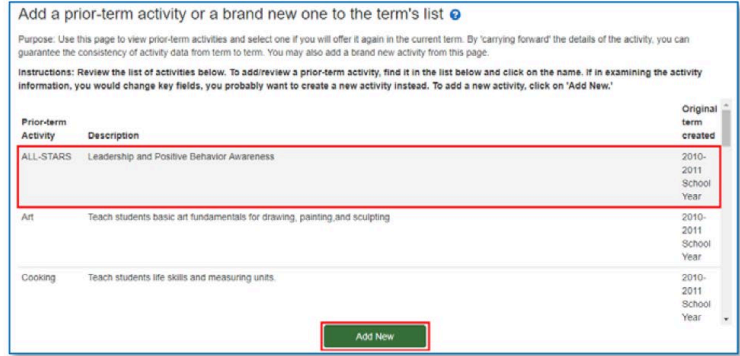 Add a prior-term activity or a brand new one to the term's list
Purpose: Use this page to view prior-term activities and select one if you will offer it again in the current term. By 'carrying forward' the details of the activity, you can
guarantee the consistency of activity data from term to term. You may also add a brand new activity from this page.
Instructions: Review the list of activities below. To add/review a prior-term activity, find it in the list below and click on the name. If in examining the activity
information, you would change key fields, you probably want to create a new activity instead. To add a new activity, click on 'Add New.'
Prior-term
Activity
Description
Original
term
created
ALL-STARS Leadership and Positive Behavior Awareness 2010-
2011
School
Year
Art Teach students basic art fundamentals for drawing, painting,and sculpting 2010-
2011
School
Year
Cooking Teach students life skills and measuring units. 2010-
2011
School
Year
Add New